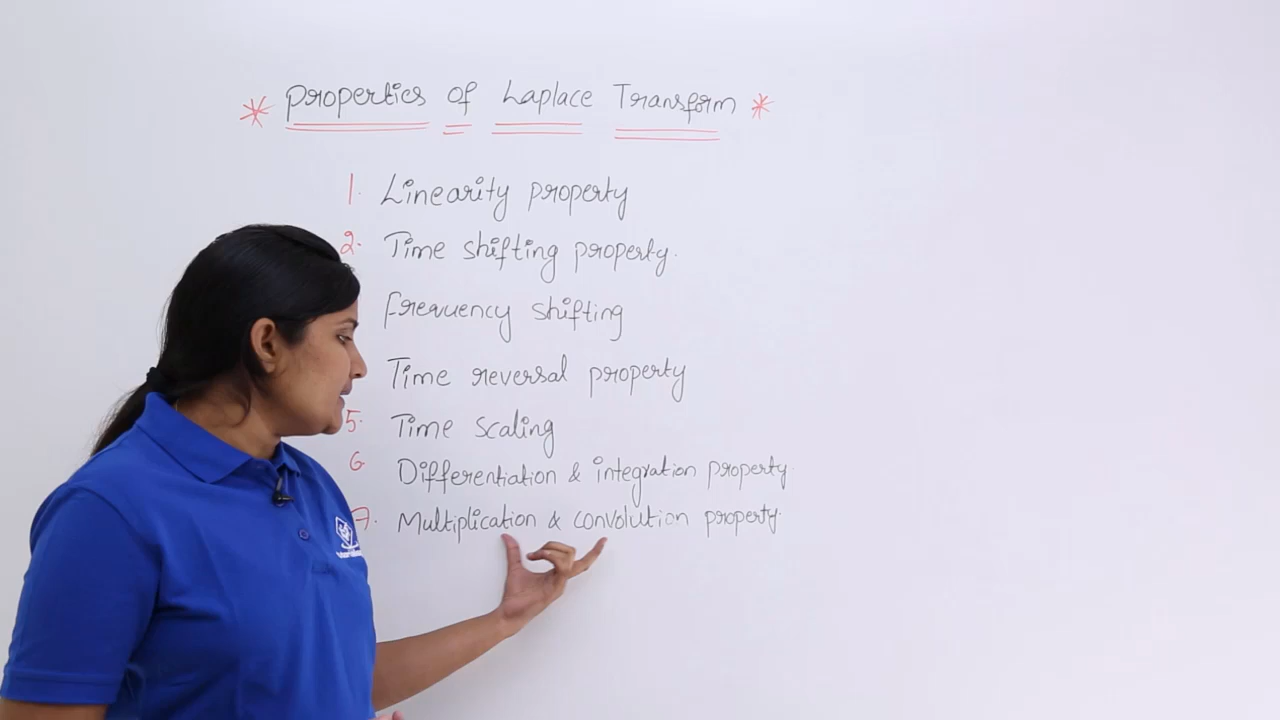 * Properties of Laplace Transform *
1. Linearity property
2. Time shifting property.
Frequency shifting
Time reversal property
5. Time scaling
6 Differentiation & integration property.
7. Multiplication & convolution property.